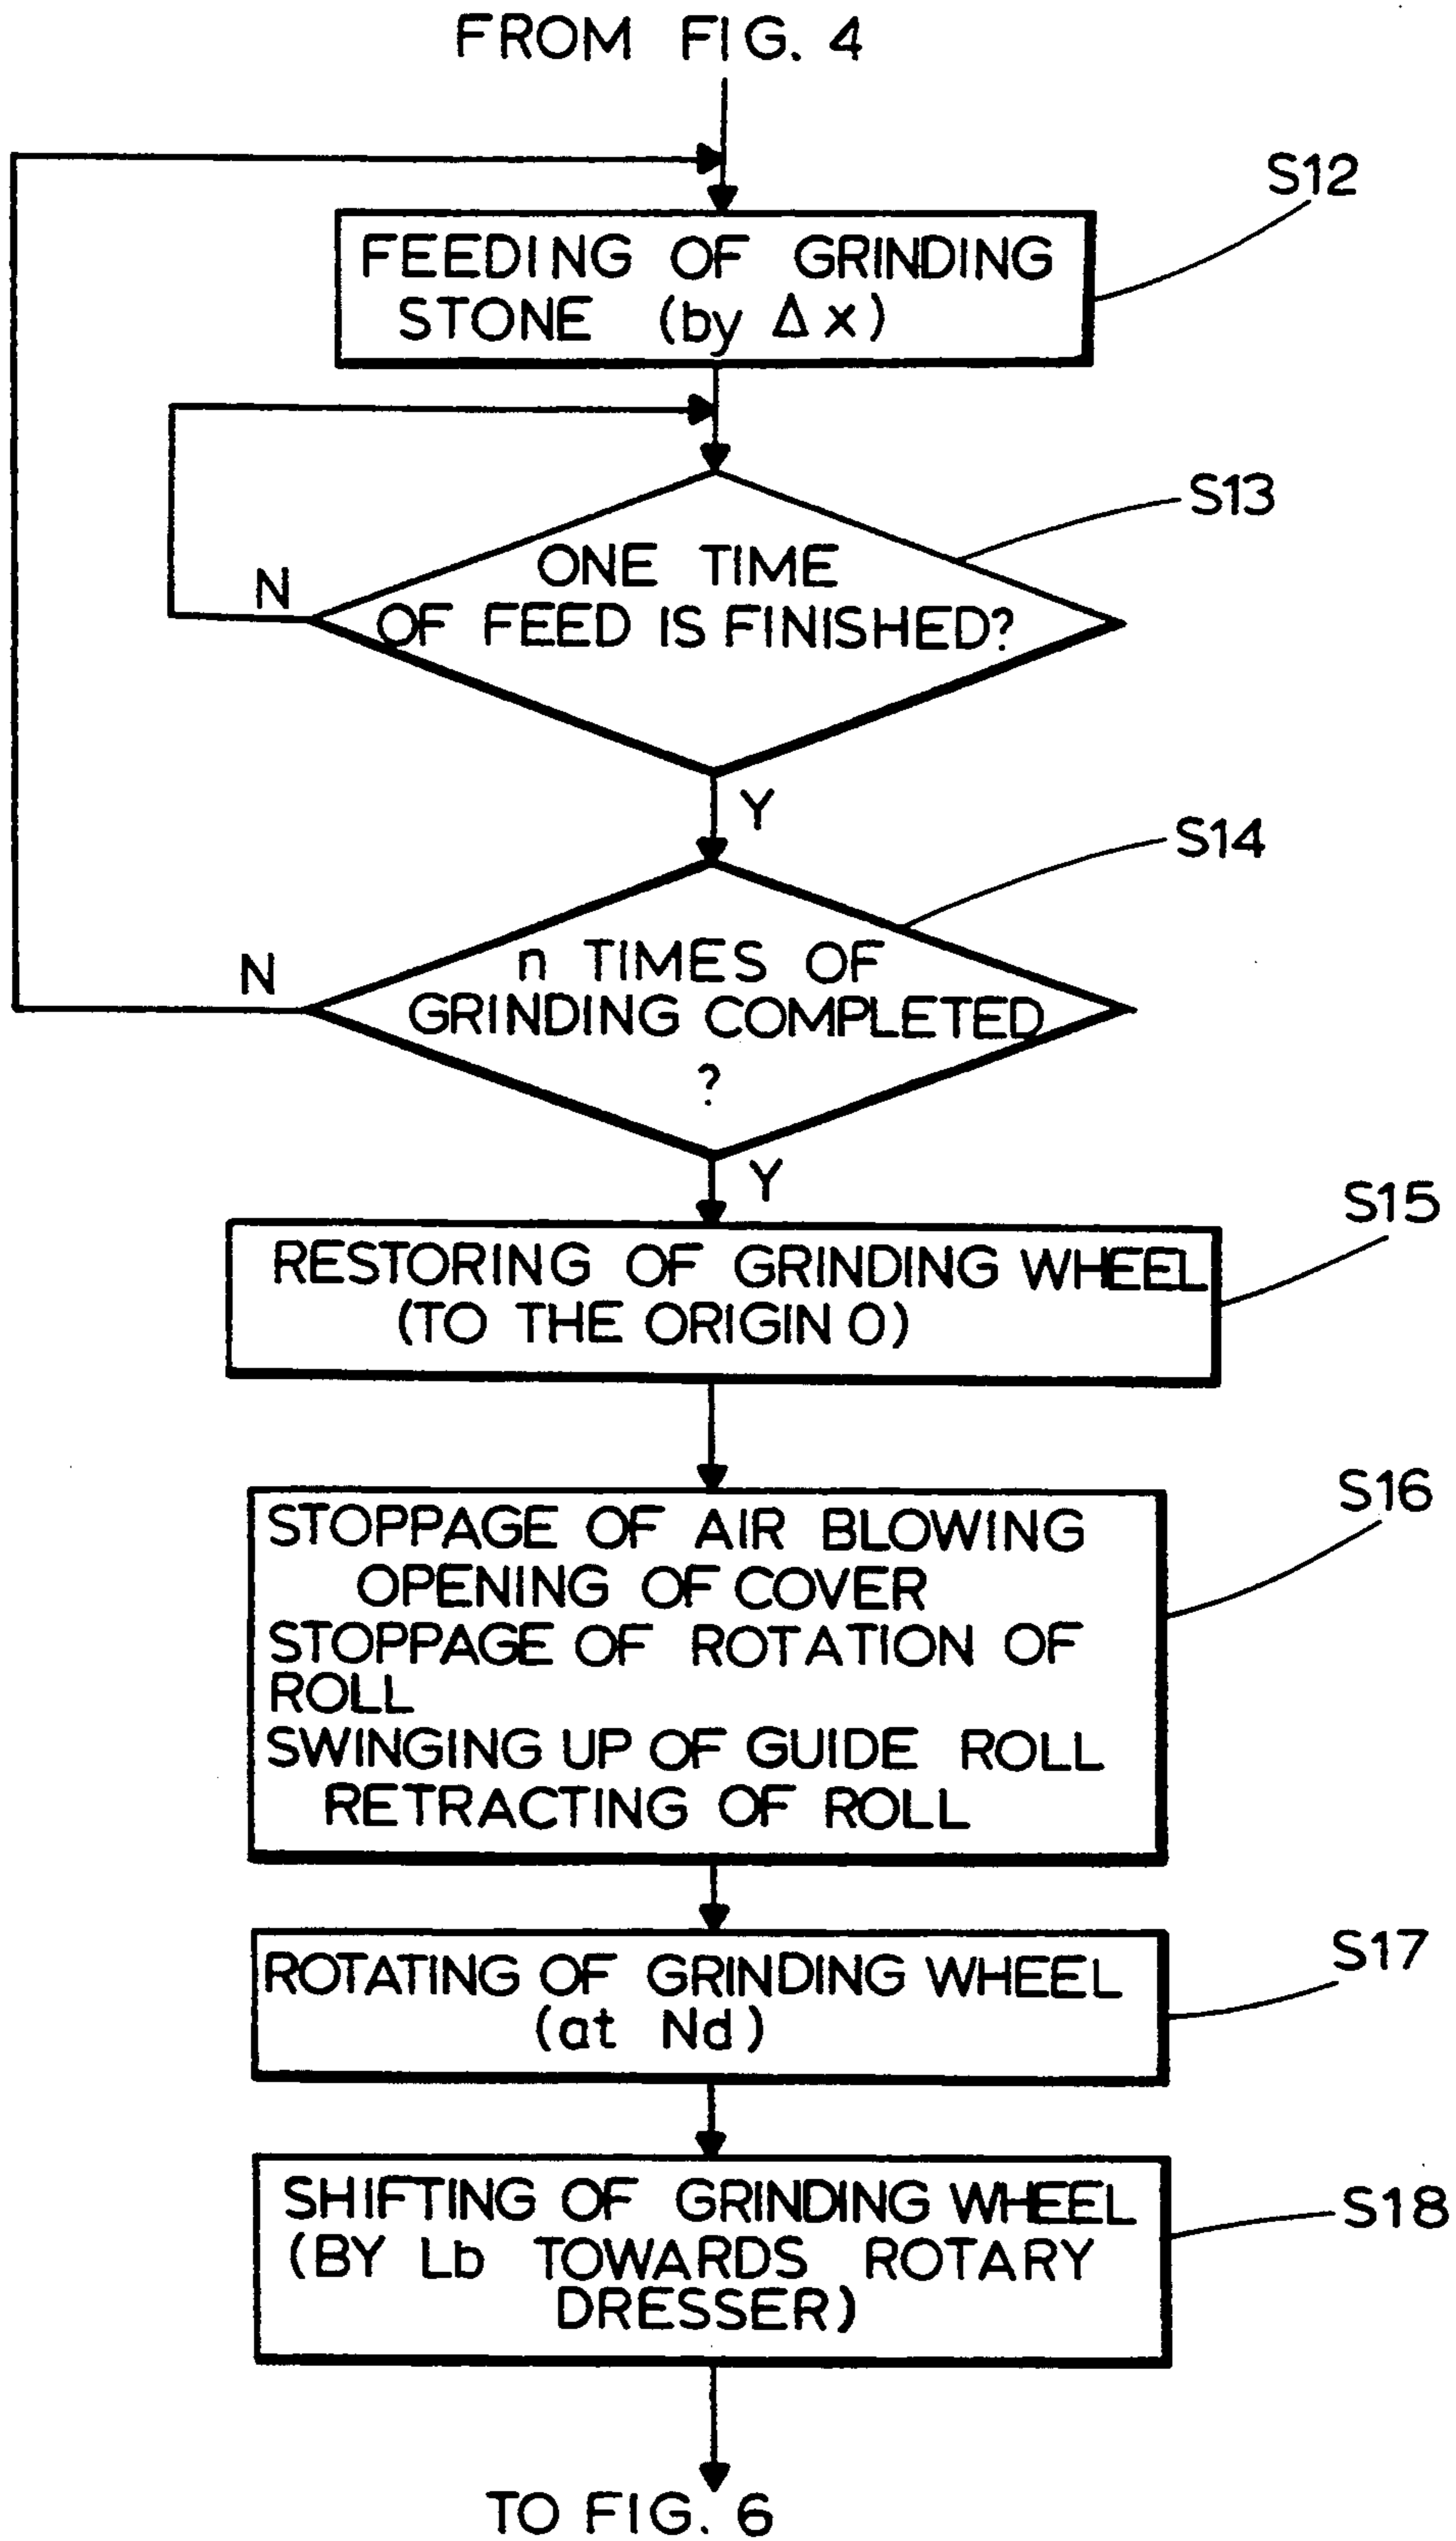 FROM FIG. 4
S12
FEEDING OF GRINDING
STONE (by Δx)
S13
ONE TIME
OF FEED IS FINISHED?
N
Y
S14
n TIMES OF
GRINDING COMPLETED
?
N
Y
S15
RESTORING OF GRINDING WHEEL
(TO THE ORIGIN O)
S16
STOPPAGE OF AIR BLOWING
OPENING OF COVER
STOPPAGE OF ROTATION OF
ROLL
SWINGING UP OF GUIDE ROLL
RETRACTING OF ROLL
S17
ROTATING OF GRINDING WHEEL
(at Nd)
S18
SHIFTING OF GRINDING WHEEL
(BY Lb TOWARDS ROTARY
DRESSER)
TO FIG. 6